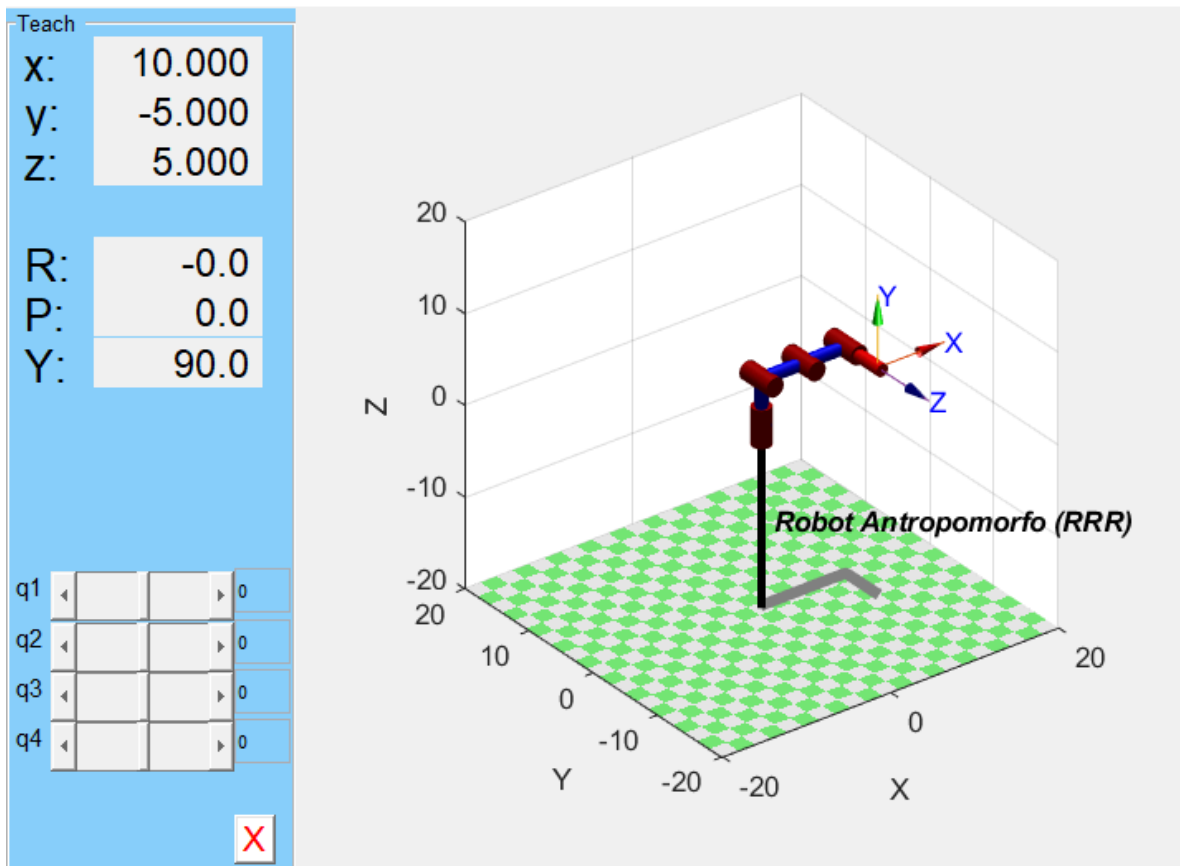 Teach
x: 10.000
y: -5.000
z: 5.000
R: -0.0
P: 0.0
Y: 90.0
q1 0
q2 0
q3 0
q4 0
X
20
10
0
-10
-20
Z
20
10
0
-10
-20
Y
-20
0
20
X
Y
X
Z
Robot Antropomorfo (RRR)